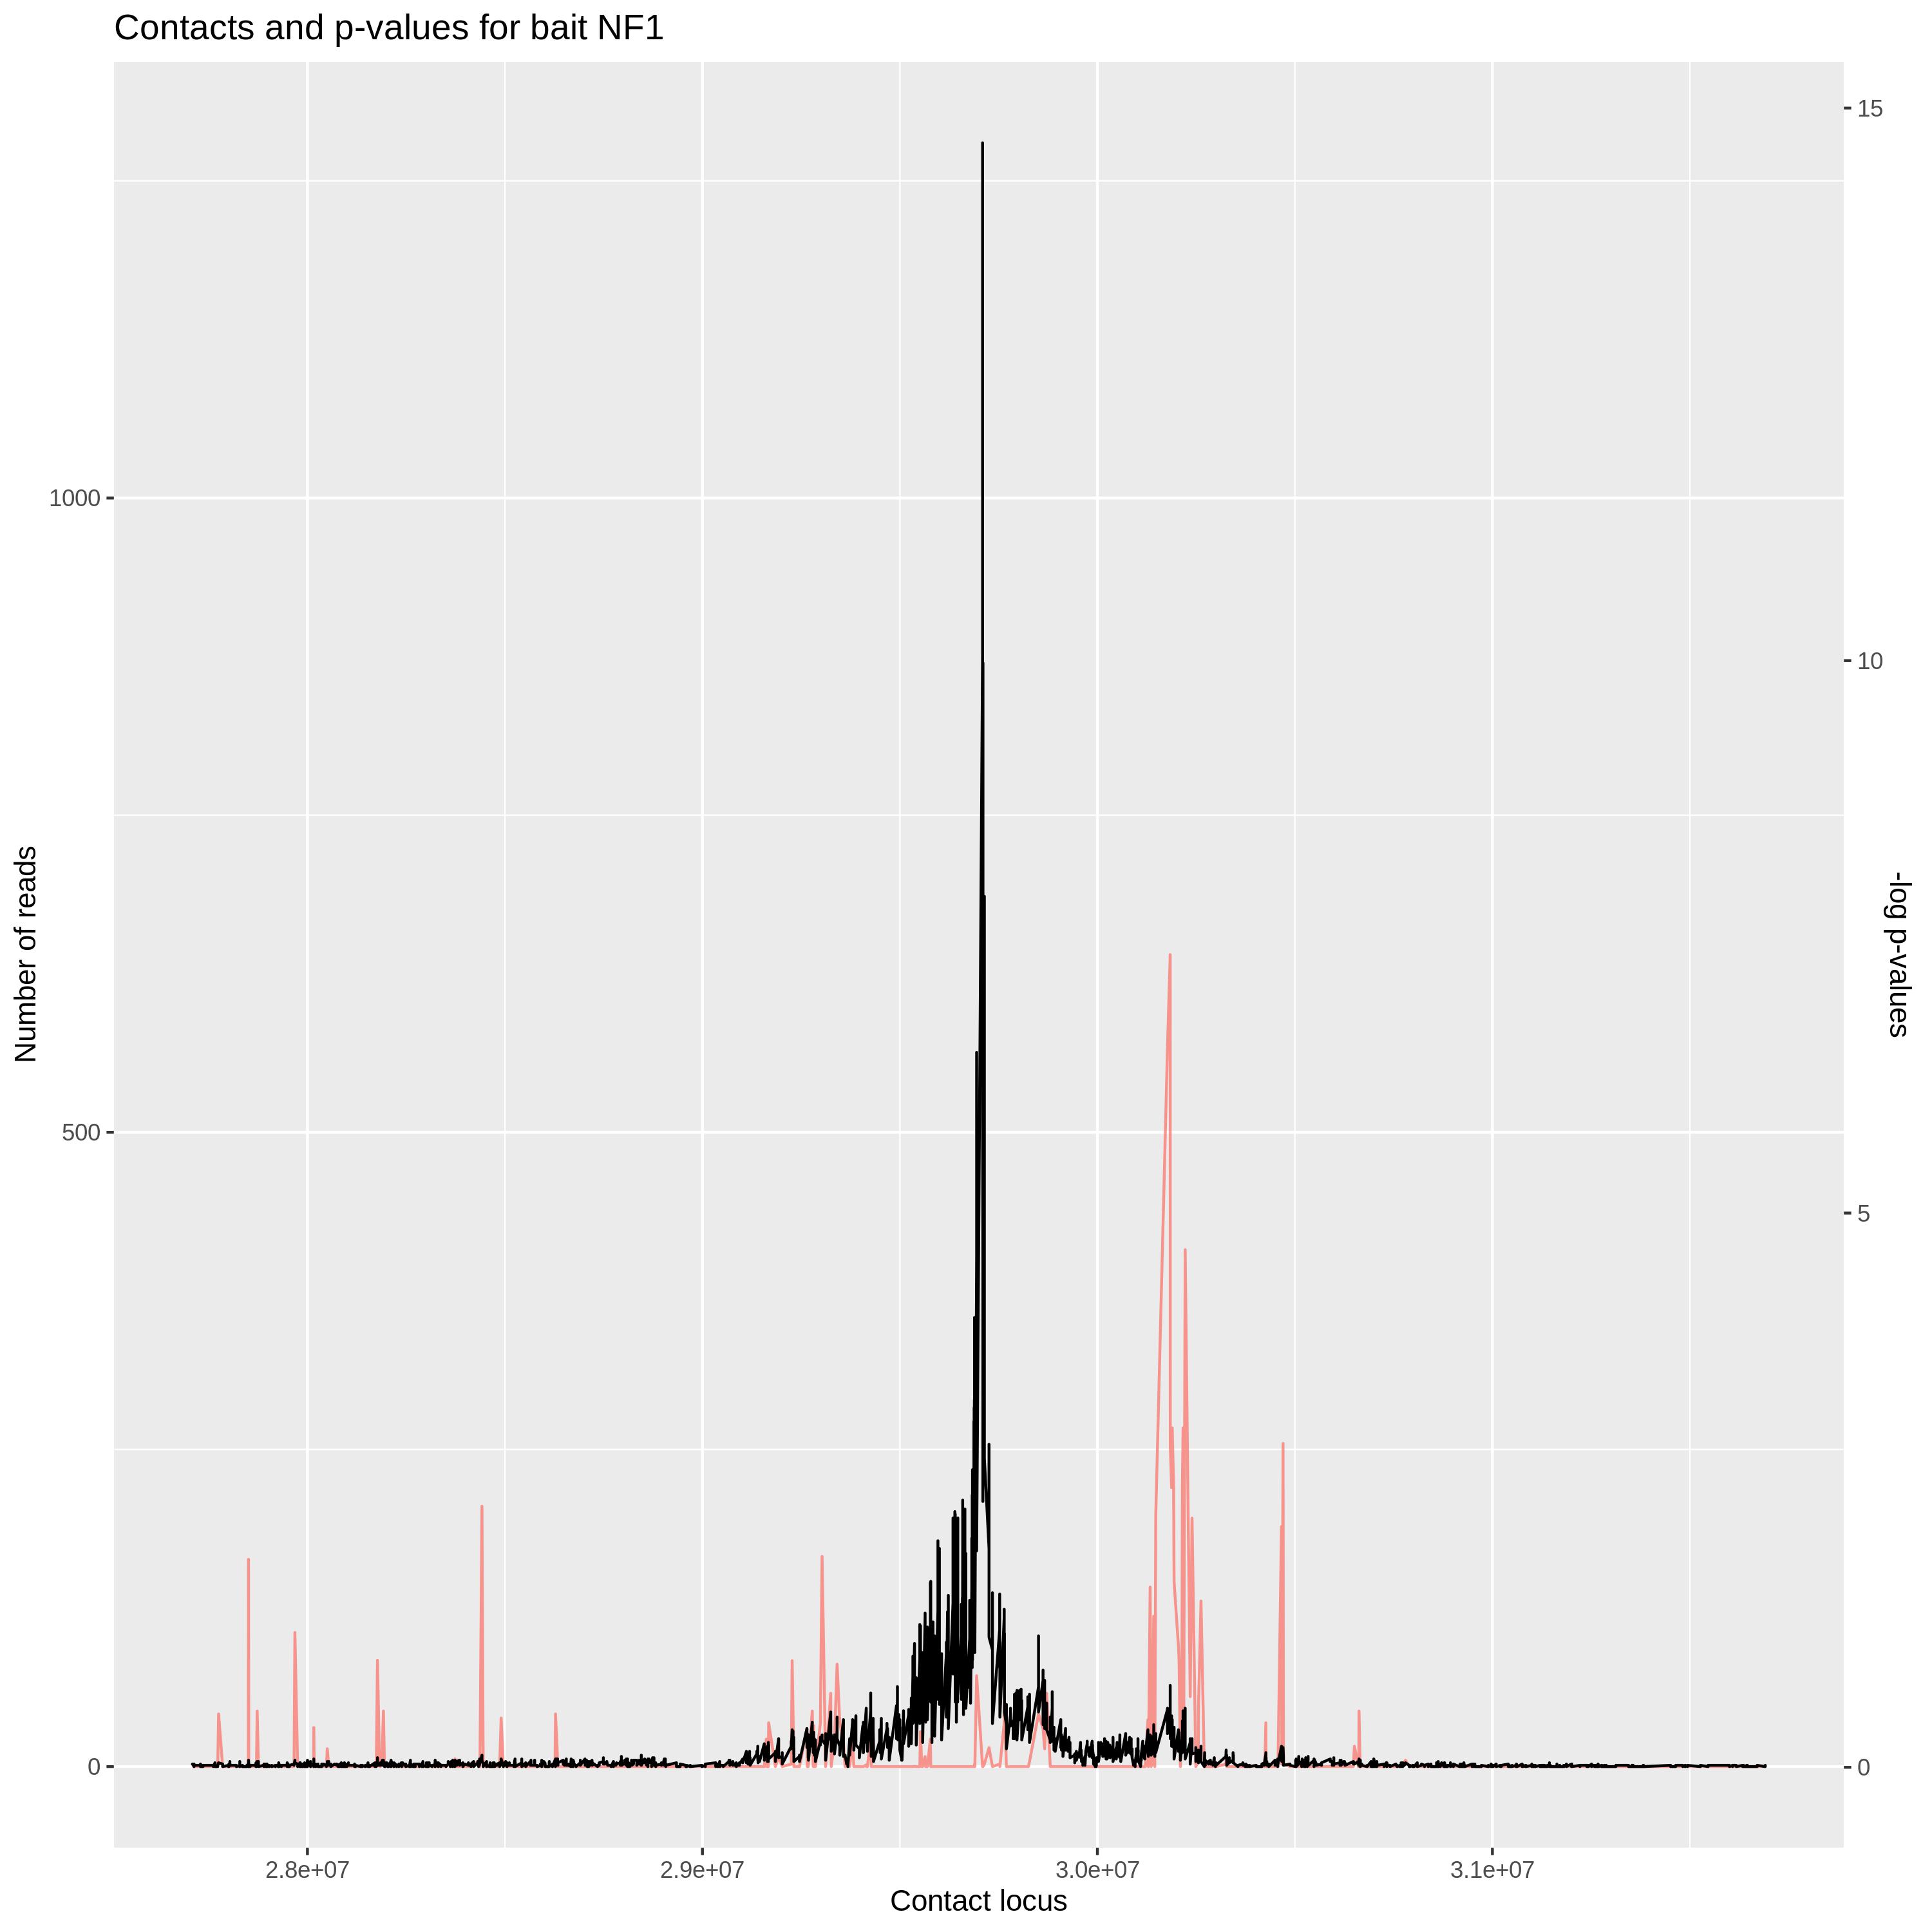 Contacts and p-values for bait NF1
15
1000
10
Number of reads
-log p-values
500
5
0
0
2.8e+07
2.9e+07
3.0e+07
3.1e+07
Contact locus